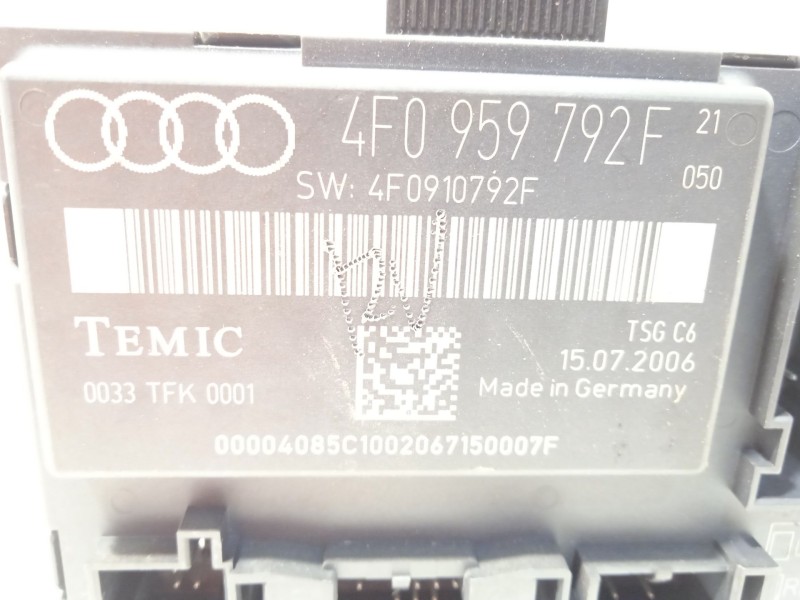 4F0 959 792F 21
SW: 4F0910792F 050
TEMIC
TSG C6
15.07.2006
0033 TFK 0001
Made in Germany
00004085C1002067150007F